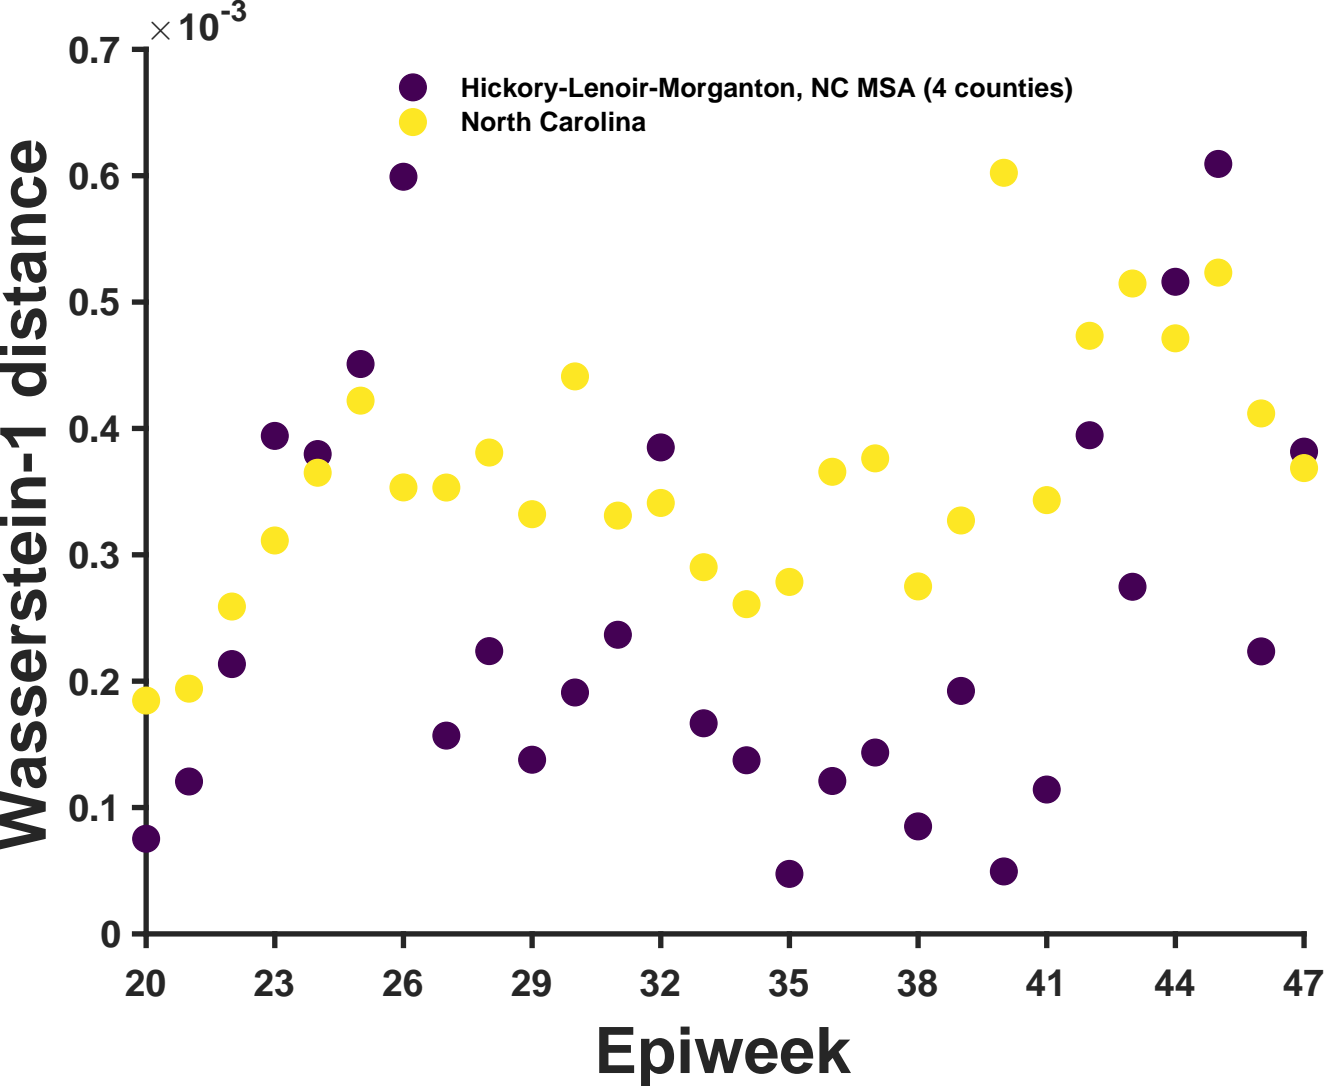 × 10-3
0.7
Hickory-Lenoir-Morganton, NC MSA (4 counties)
North Carolina
0.6
0.5
0.4
0.3
0.2
0.1
0
Wasserstein-1 distance
20 23 26 29 32 35 38 41 44 47
Epiweek